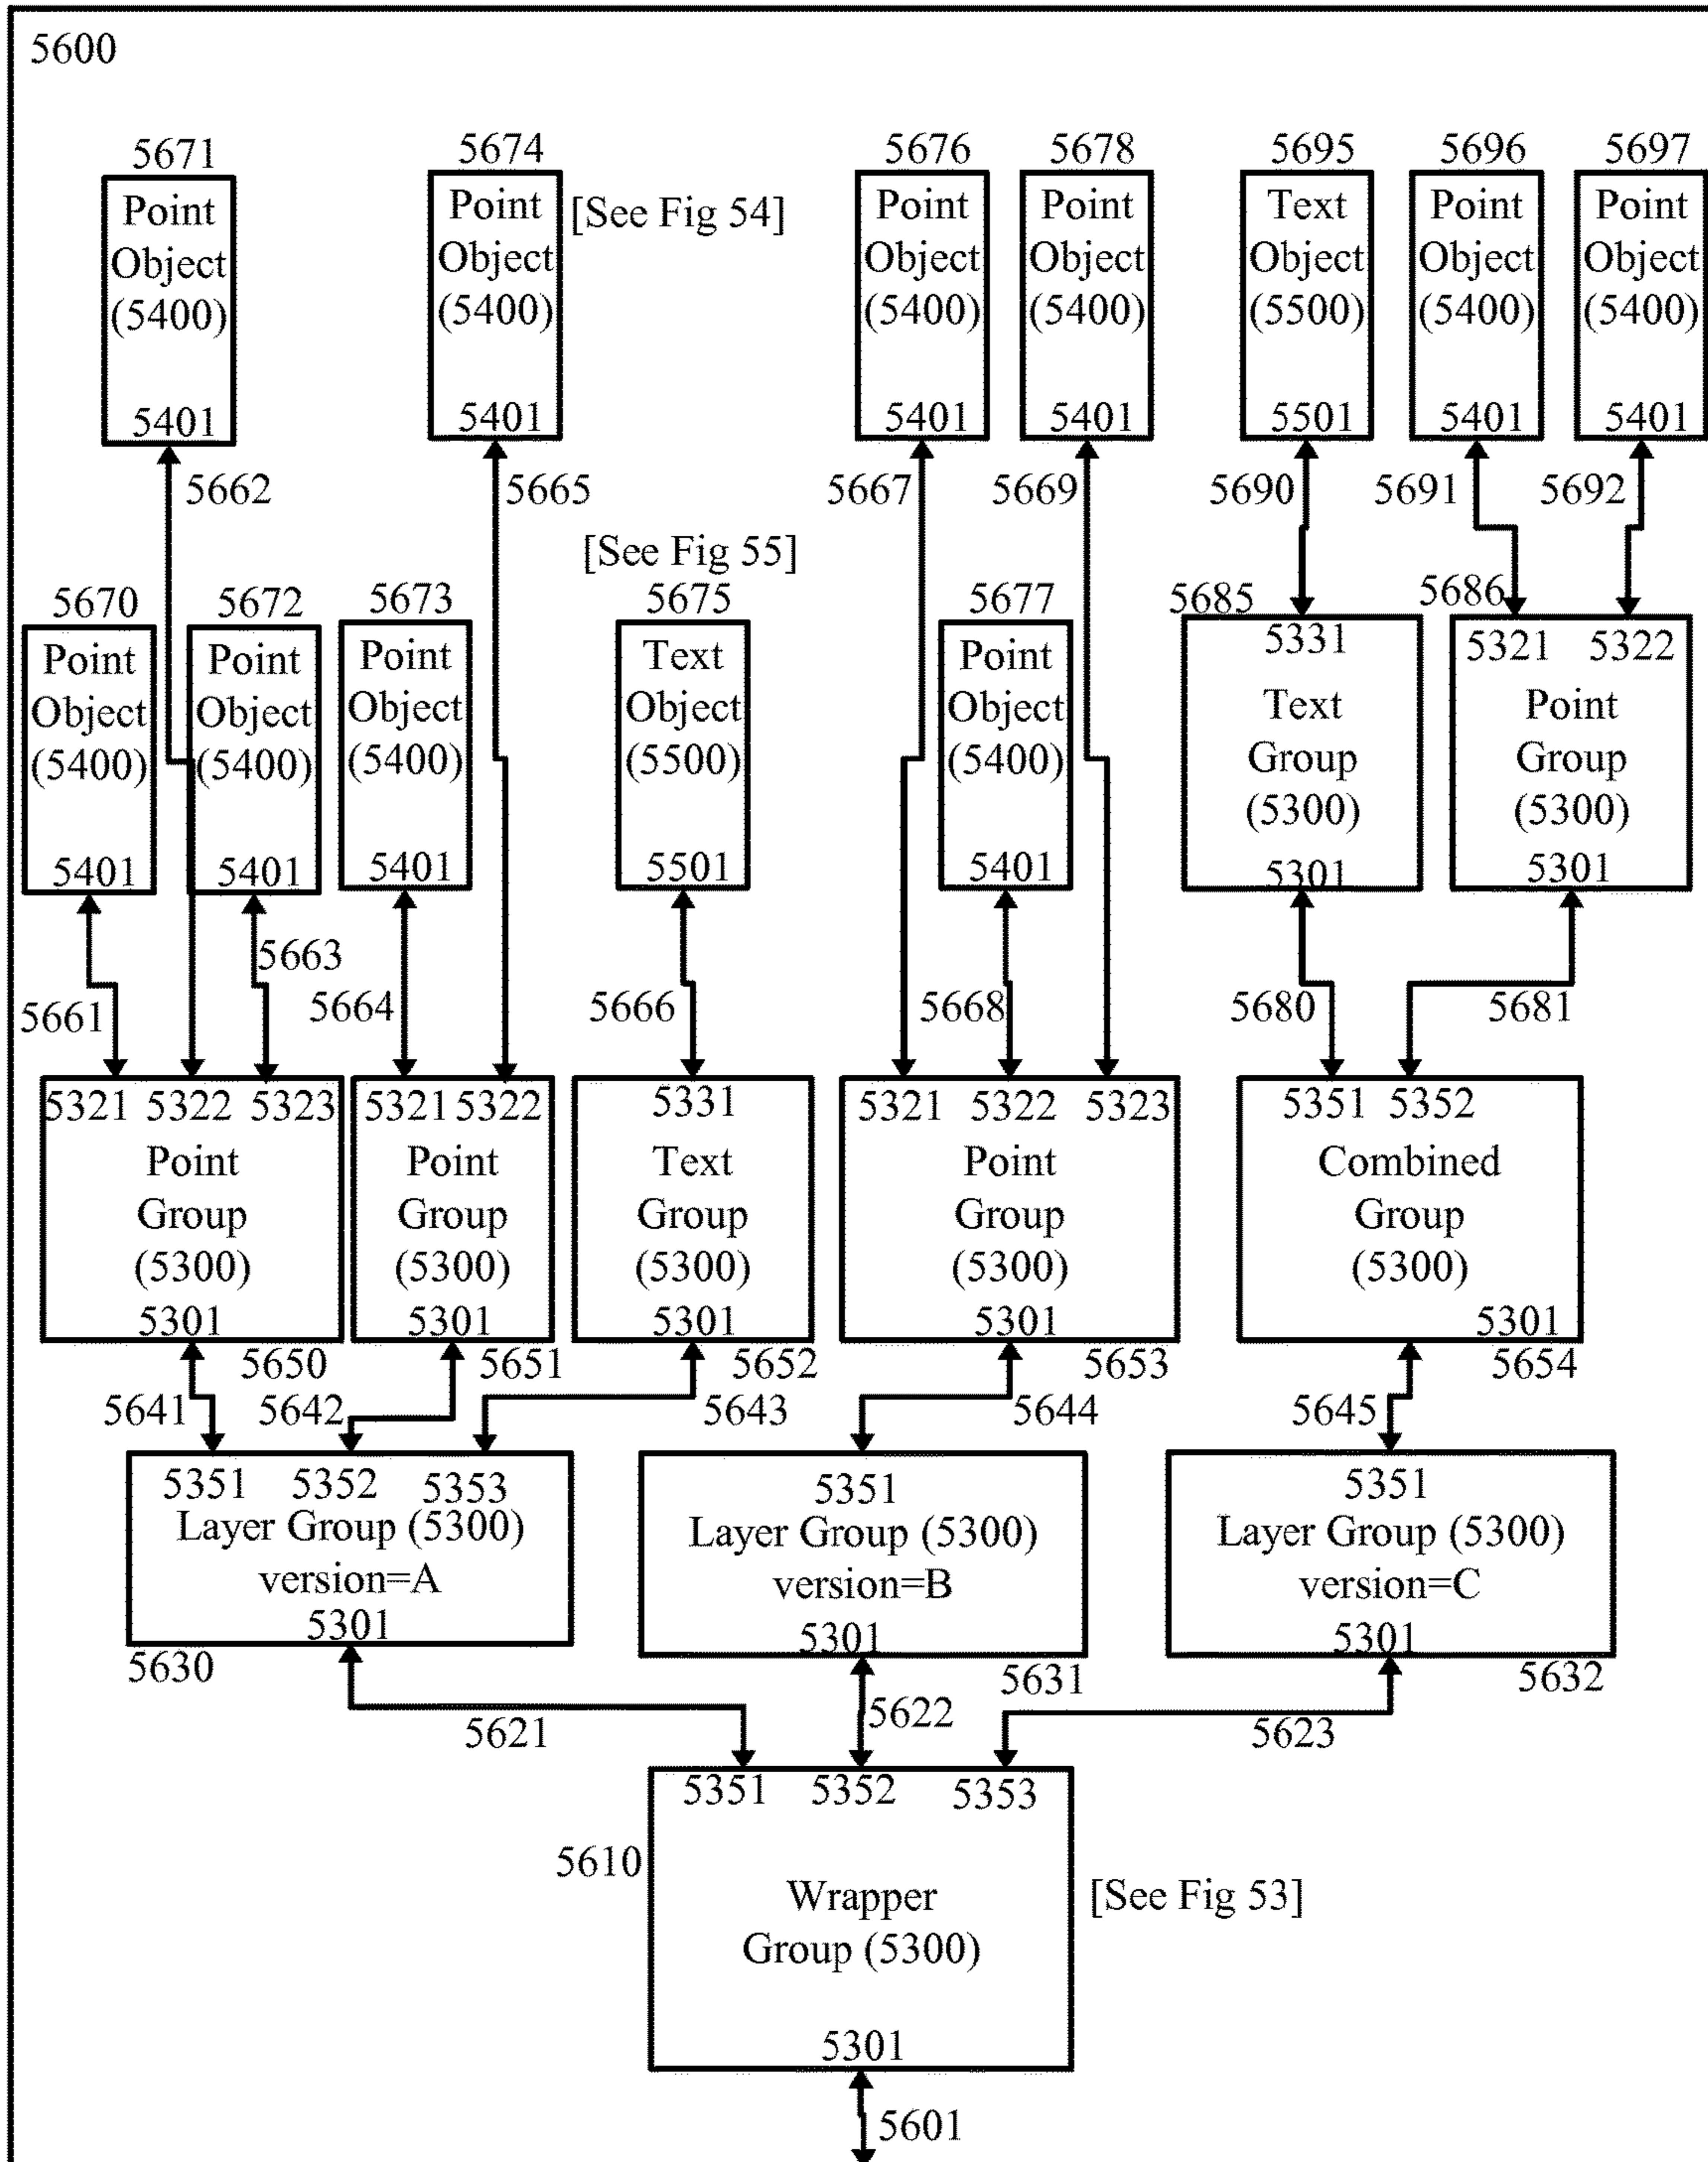 5600
5671
5674
5676
5678
5695
5696
5697
Point
Object
(5400)
5401
Point
Object
(5400)
5401
[See Fig 54]
Point
Object
(5400)
5401
Point
Object
(5400)
5401
Text
Object
(5500)
5501
Point
Object
(5400)
5401
Point
Object
(5400)
5401
5662
5665
5667
5669
5690
5691
5692
[See Fig 55]
5670
5672
5673
5675
5677
5685
5686
Point
Object
(5400)
5401
Point
Object
(5400)
5401
Point
Object
(5400)
5401
Text
Object
(5500)
5501
Point
Object
(5400)
5401
5331
Text
Group
(5300)
5301
5321 5322
Point
Group
(5300)
5301
5661
5663
5664
5666
5668
5680
5681
5321 5322 5323
Point
Group
(5300)
5301
5321 5322
Point
Group
(5300)
5301
5331
Text
Group
(5300)
5301
5321 5322 5323
Point
Group
(5300)
5301
5351 5352
Combined
Group
(5300)
5301
5650
5651
5652
5653
5654
5641
5642
5643
5644
5645
5351 5352 5353
Layer Group (5300)
version=A
5301
5351
Layer Group (5300)
version=B
5301
5351
Layer Group (5300)
version=C
5301
5630
5631
5632
5621
5622
5623
5351 5352 5353
5610
Wrapper
Group (5300)
5301
[See Fig 53]
5601